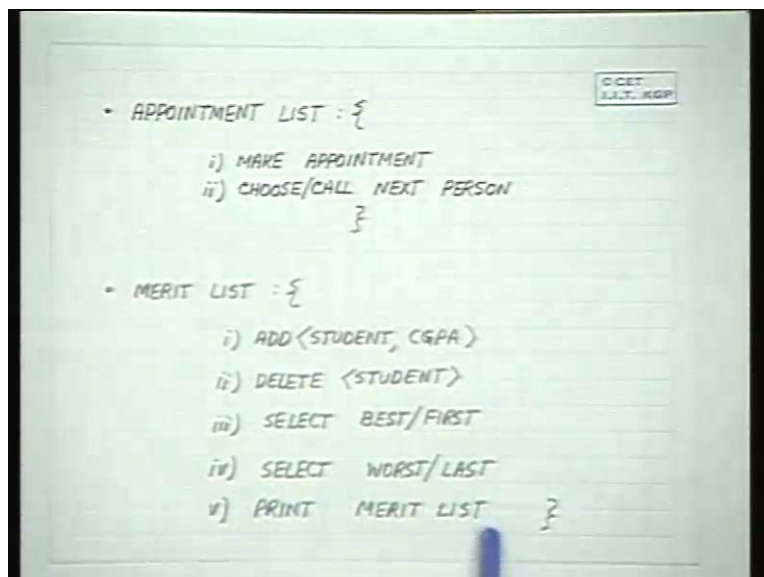 C CET
I.I.T. KGP
- APPOINTMENT LIST : {
i) MAKE APPOINTMENT
ii) CHOOSE/CALL NEXT PERSON
}
- MERIT LIST : {
i) ADD <STUDENT, CGPA>
ii) DELETE <STUDENT>
iii) SELECT BEST/FIRST
iv) SELECT WORST/LAST
v) PRINT MERIT LIST }